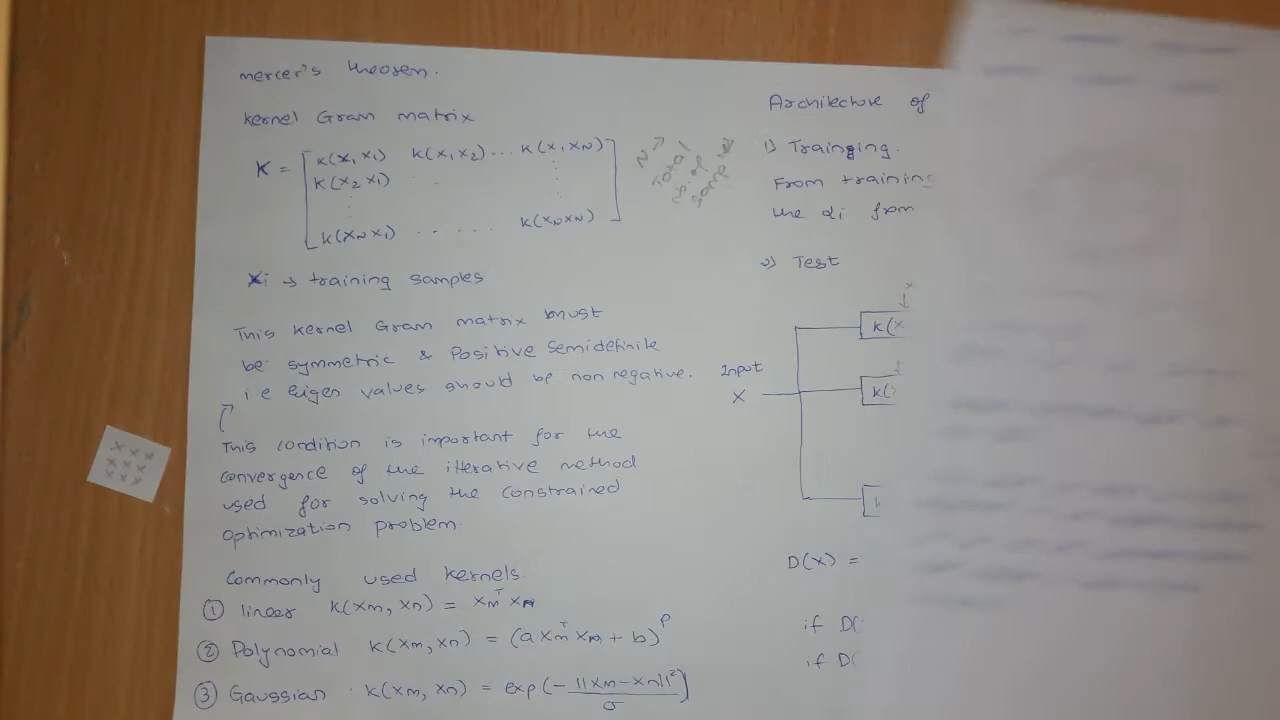 mercer's theorem.
kernel Gram matrix
K = [ K(x1 x1) K(x1 x2) ... K(x1 xN)
K(x2 x1) . . ⋮
⋮
K(xN x1) . . . . . K(xN xN) ]
N → Total no. of samples
xi → training samples
This kernel Gram matrix must
be symmetric & Positive Semidefinite
i.e Eigen values should be non negative.
This condition is important for the
convergence of the iterative method
used for solving the constrained
optimization problem.
Commonly used kernels.
① linear K(xm, xn) = xm^T xn
② Polynomial K(xm, xn) = (a xm^T xn + b)^P
③ Gaussian : K(xm, xn) = exp(- ||xm - xn||² / σ)
Architecture of
1) Training.
From training
the αi from
2) Test
x
K(x
K(
Input
X
D(x) =
if D(
if D(
x x x
x x x
x x x